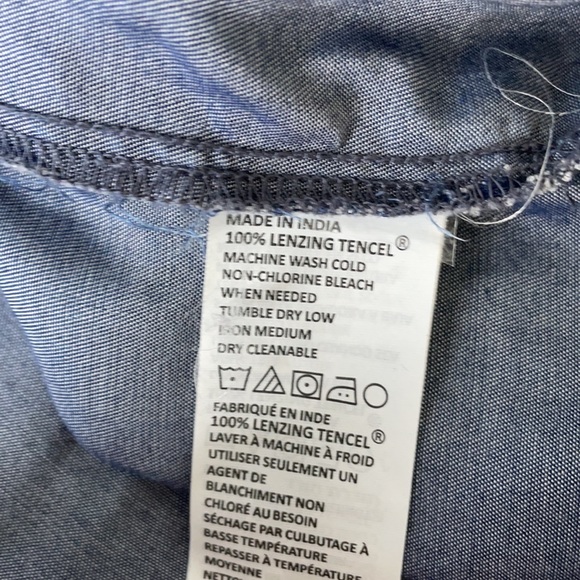 MADE IN INDIA
100% LENZING TENCEL®
MACHINE WASH COLD
NON-CHLORINE BLEACH
WHEN NEEDED
TUMBLE DRY LOW
IRON MEDIUM
DRY CLEANABLE
FABRIQUÉ EN INDE
100% LENZING TENCEL®
LAVER À MACHINE À FROID
UTILISER SEULEMENT UN
AGENT DE
BLANCHIMENT NON
CHLORÉ AU BESOIN
SÉCHAGE PAR CULBUTAGE À
BASSE TEMPÉRATURE
REPASSER À TEMPÉRATURE
MOYENNE